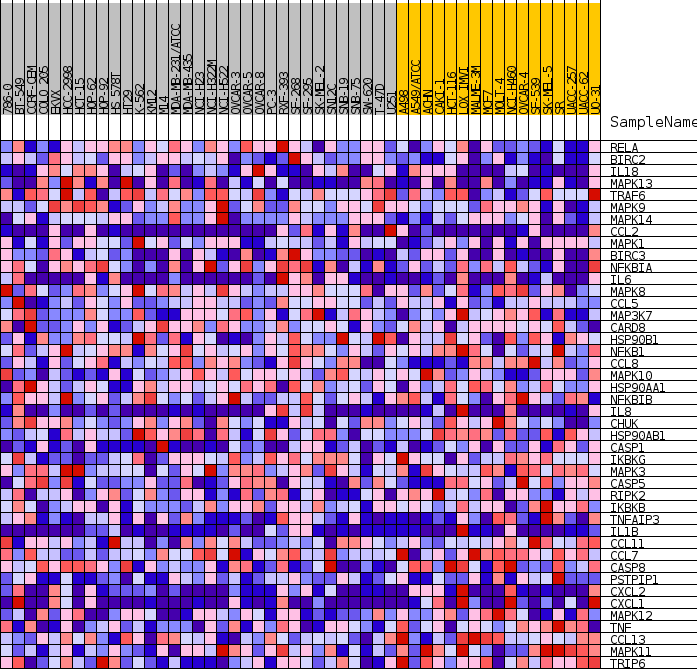 786-0
BT-549
CCRF-CEM
COLO 205
EKVX
HCC-2998
HCT-15
HOP-62
HOP-92
HS 578T
HT29
K-562
KM12
M14
MDA-MB-231/ATCC
MDA-MB-435
NCI-H23
NCI-H322M
NCI-H522
OVCAR-3
OVCAR-5
OVCAR-8
PC-3
RXF-393
SF-268
SF-295
SK-MEL-2
SN12C
SNB-19
SNB-75
SW-620
T-47D
U251
A498
A549/ATCC
ACHN
CAKI-1
HCT-116
LOX IMVI
MALME-3M
MCF7
MOLT-4
NCI-H460
OVCAR-4
SF-539
SK-MEL-5
SR
UACC-257
UACC-62
UO-31
SampleName
RELA
BIRC2
IL18
MAPK13
TRAF6
MAPK9
MAPK14
CCL2
MAPK1
BIRC3
NFKBIA
IL6
MAPK8
CCL5
MAP3K7
CARD8
HSP90B1
NFKB1
CCL8
MAPK10
HSP90AA1
NFKBIB
IL8
CHUK
HSP90AB1
CASP1
IKBKG
MAPK3
CASP5
RIPK2
IKBKB
TNFAIP3
IL1B
CCL11
CCL7
CASP8
PSTPIP1
CXCL2
CXCL1
MAPK12
TNF
CCL13
MAPK11
TRIP6